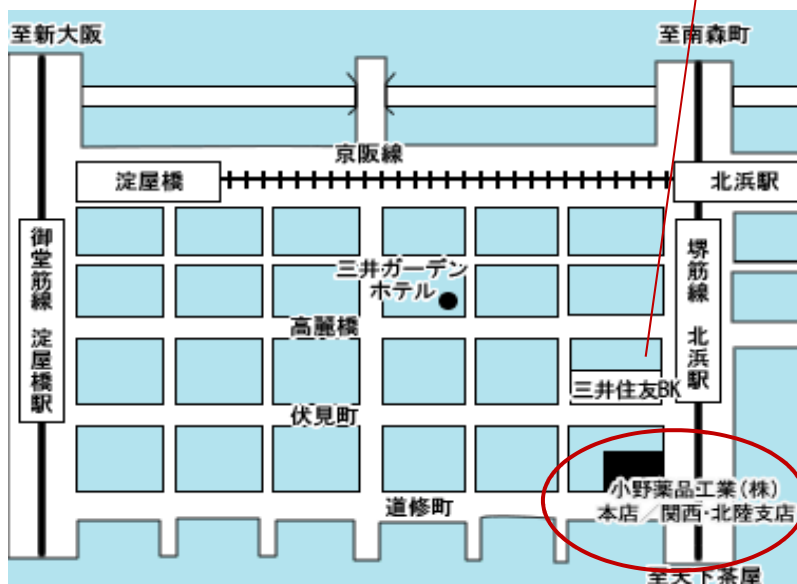 至新大阪
至南森町
京阪線
淀屋橋
北浜駅
御堂筋線 淀屋橋駅
堺筋線 北浜駅
三井ガーデン
ホテル
高麗橋
三井住友BK
伏見町
小野薬品工業(株)
本店／関西・北陸支店
道修町
至天下茶屋